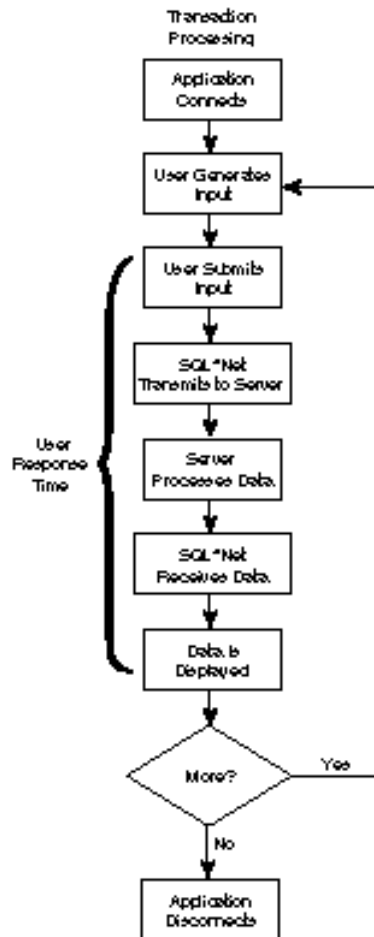 Transaction
Processing
Application
Connects
User Generates
Input
User Submits
Input
SQL*Net
Transmits to Server
Server
Processes Data
SQL*Net
Receives Data
Data is
Displayed
User
Response
Time
More?
Yes
No
Application
Disconnects